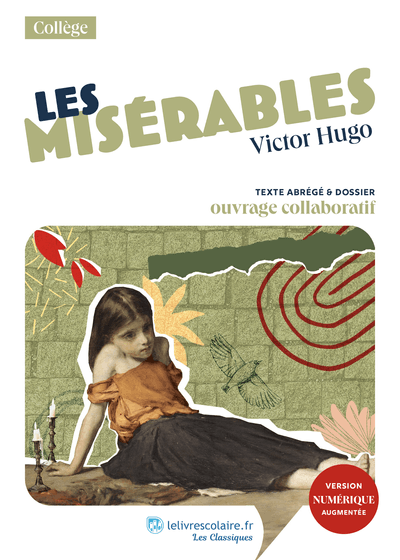 Collège
LES
MISÉRABLES
Victor Hugo
TEXTE ABRÉGÉ & DOSSIER
ouvrage collaboratif
VERSION
NUMÉRIQUE
AUGMENTÉE
lelivrescolaire.fr
Les Classiques